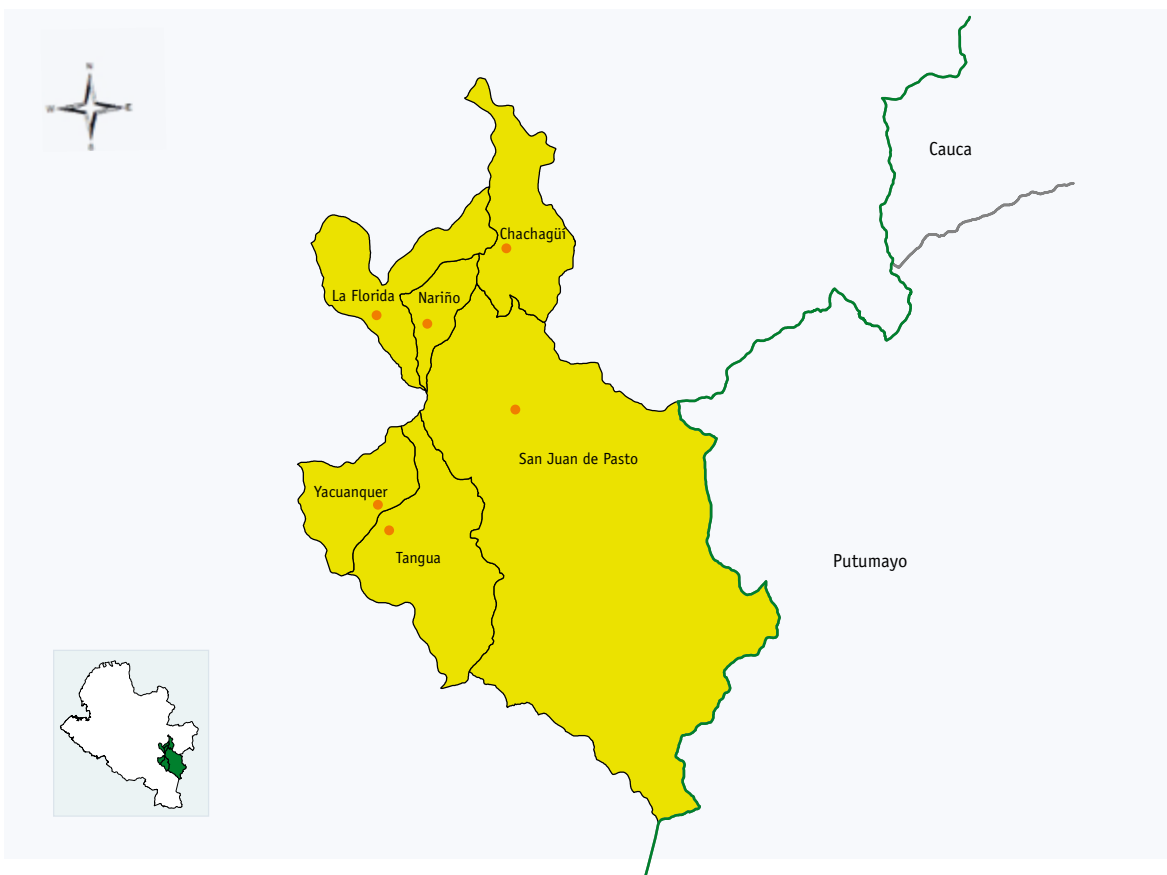 N
W
E
S
Cauca
Chachagüí
La Florida
Nariño
San Juan de Pasto
Yacuanquer
Tangua
Putumayo